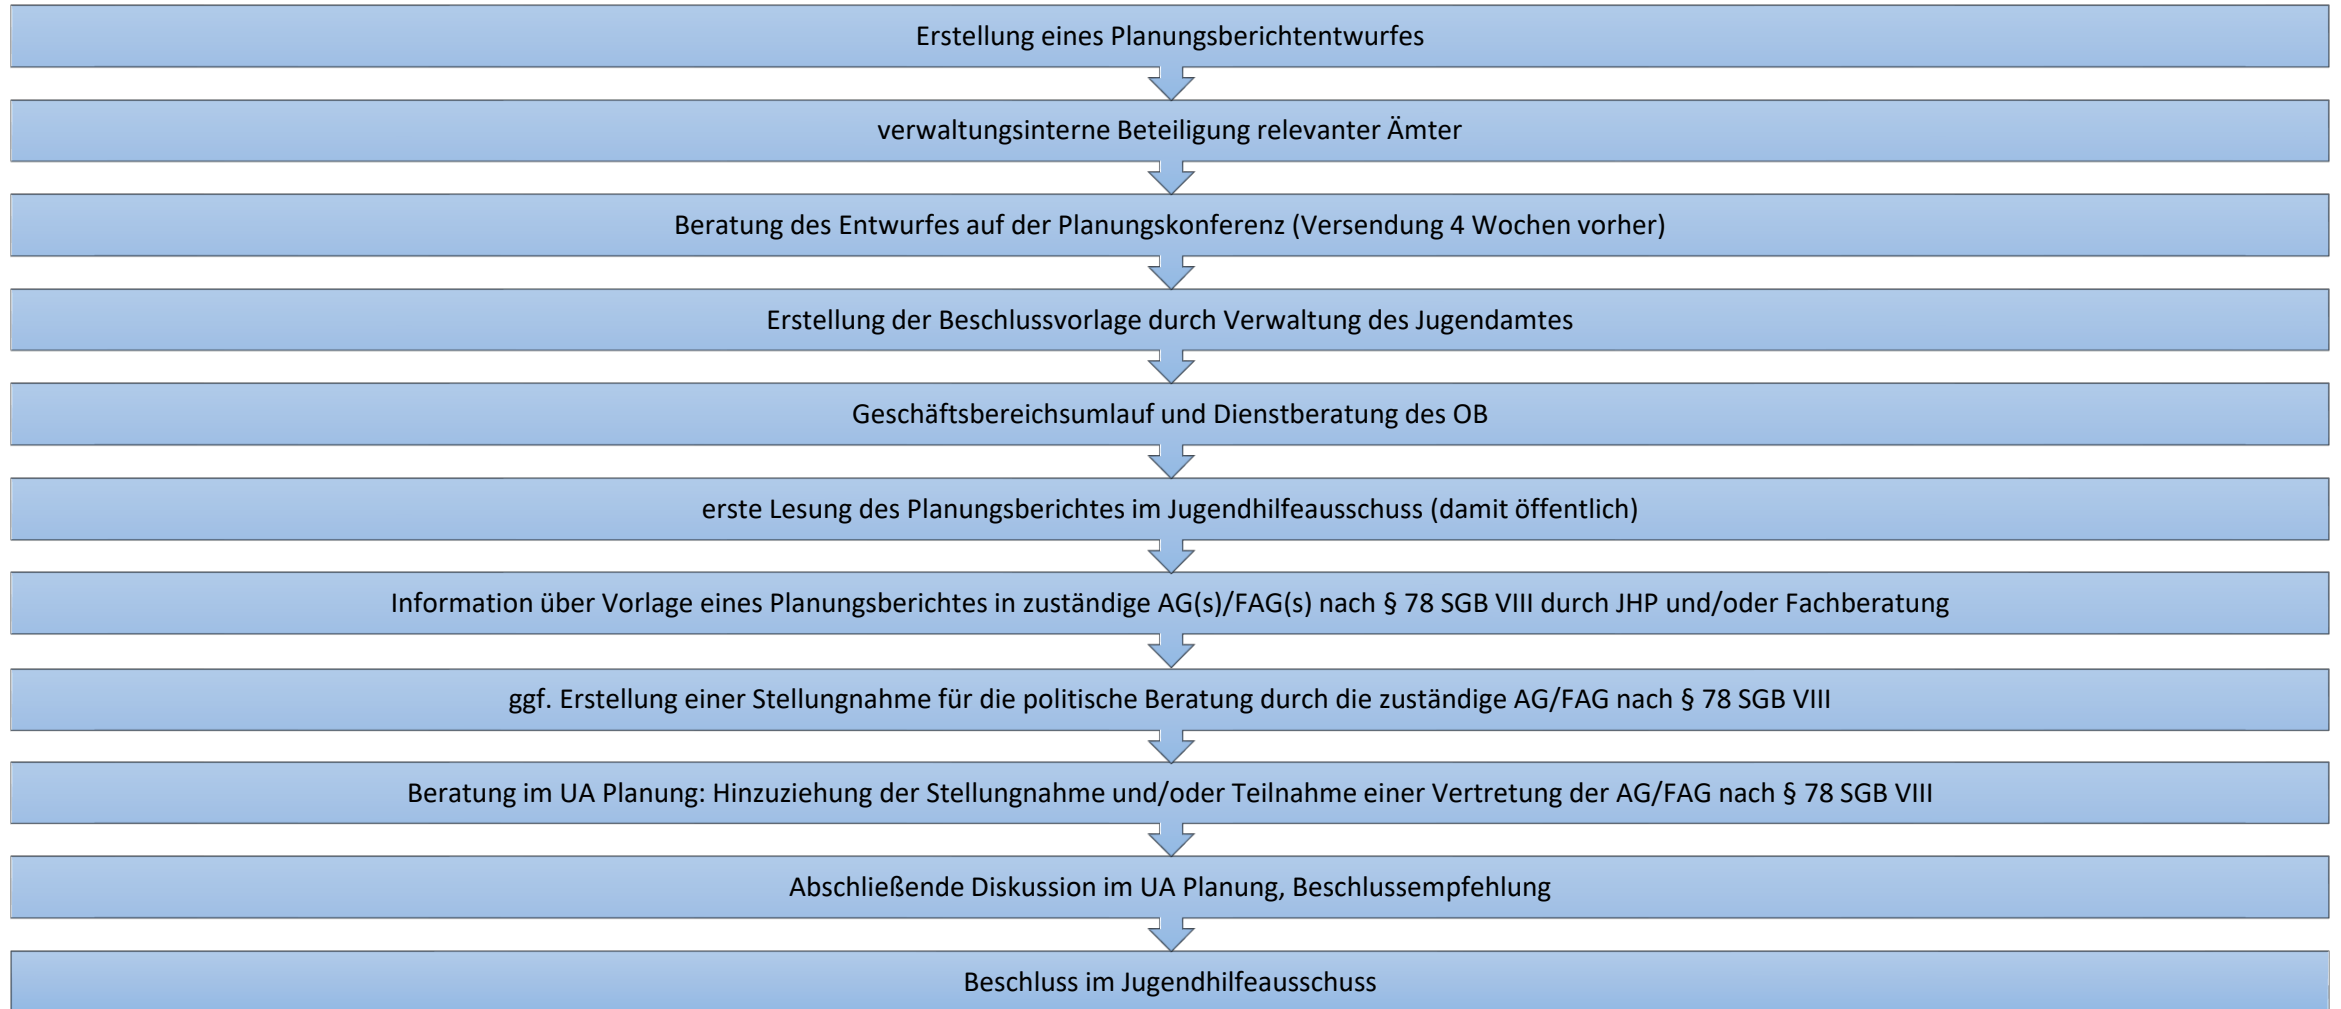 Erstellung eines Planungsberichtentwurfes
verwaltungsinterne Beteiligung relevanter Ämter
Beratung des Entwurfes auf der Planungskonferenz (Versendung 4 Wochen vorher)
Erstellung der Beschlussvorlage durch Verwaltung des Jugendamtes
Geschäftsbereichsumlauf und Dienstberatung des OB
erste Lesung des Planungsberichtes im Jugendhilfeausschuss (damit öffentlich)
Information über Vorlage eines Planungsberichtes in zuständige AG(s)/FAG(s) nach § 78 SGB VIII durch JHP und/oder Fachberatung
ggf. Erstellung einer Stellungnahme für die politische Beratung durch die zuständige AG/FAG nach § 78 SGB VIII
Beratung im UA Planung: Hinzuziehung der Stellungnahme und/oder Teilnahme einer Vertretung der AG/FAG nach § 78 SGB VIII
Abschließende Diskussion im UA Planung, Beschlussempfehlung
Beschluss im Jugendhilfeausschuss